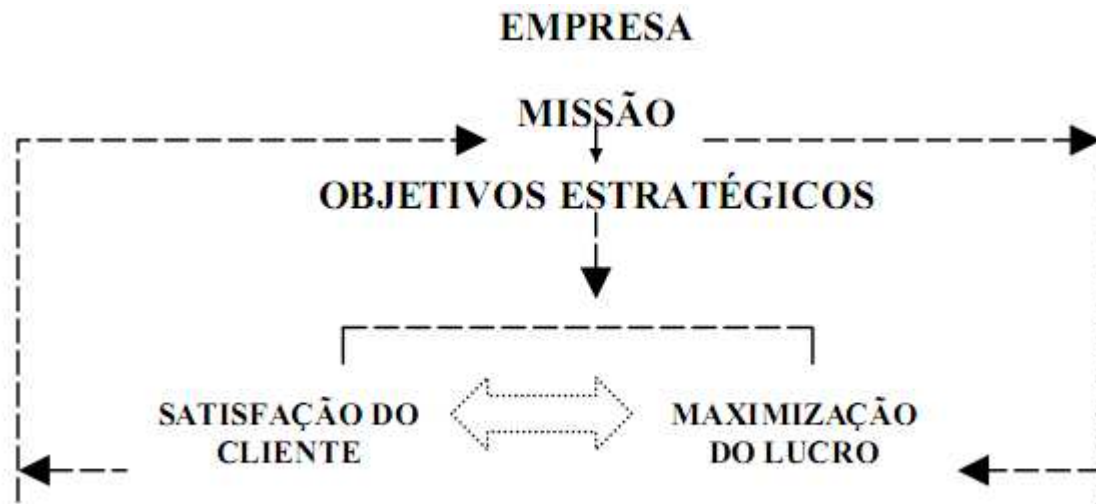 EMPRESA
MISSÃO
OBJETIVOS ESTRATÉGICOS
SATISFAÇÃO DO
CLIENTE
MAXIMIZAÇÃO
DO LUCRO